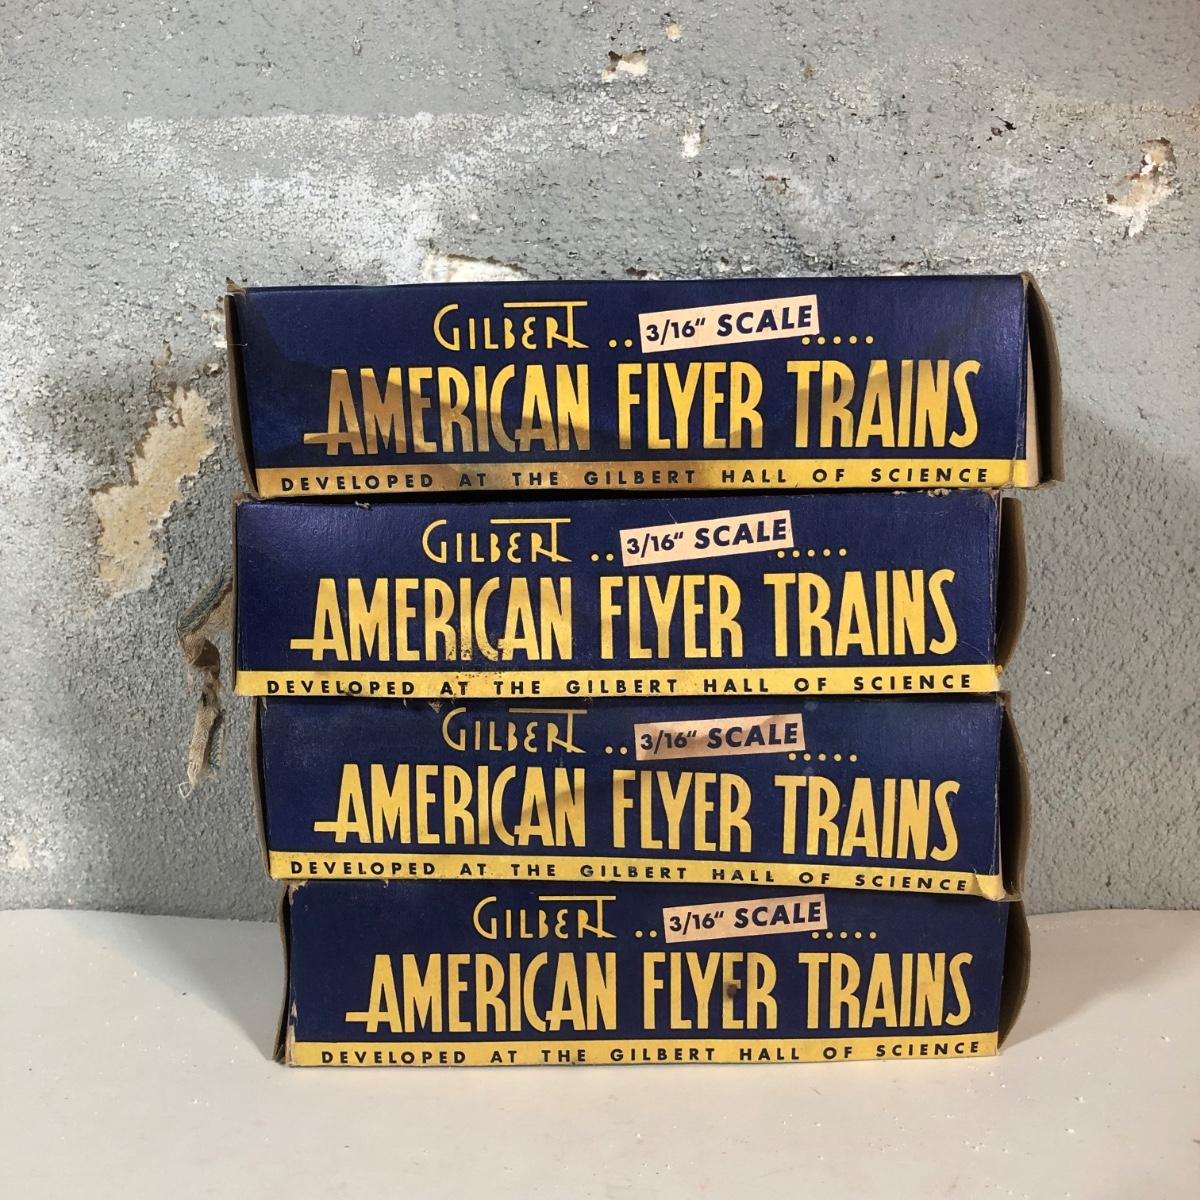 GILBERT .. 3/16" SCALE .....
AMERICAN FLYER TRAINS
DEVELOPED AT THE GILBERT HALL OF SCIENCE
GILBERT .. 3/16" SCALE .....
AMERICAN FLYER TRAINS
DEVELOPED AT THE GILBERT HALL OF SCIENCE
GILBERT .. 3/16" SCALE .....
AMERICAN FLYER TRAINS
DEVELOPED AT THE GILBERT HALL OF SCIENCE
GILBERT .. 3/16" SCALE .....
AMERICAN FLYER TRAINS
DEVELOPED AT THE GILBERT HALL OF SCIENCE